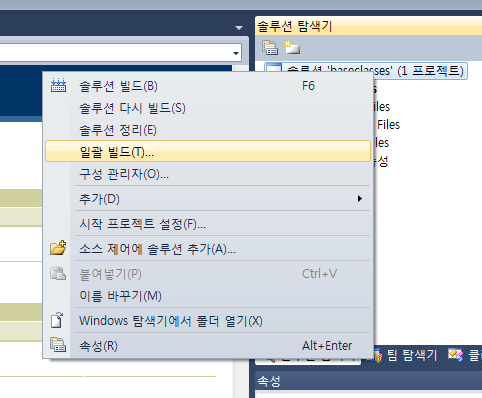 솔루션 탐색기
솔루션 'baseclasses' (1 프로젝트)
솔루션 빌드(B) F6
솔루션 다시 빌드(S)
iles
솔루션 정리(E)
Files
일괄 빌드(T)...
les
구성 관리자(O)...
추가(D)
시작 프로젝트 설정(F)...
소스 제어에 솔루션 추가(A)...
붙여넣기(P) Ctrl+V
이름 바꾸기(M)
Windows 탐색기에서 폴더 열기(X)
속성(R) Alt+Enter
팀 탐색기
속성